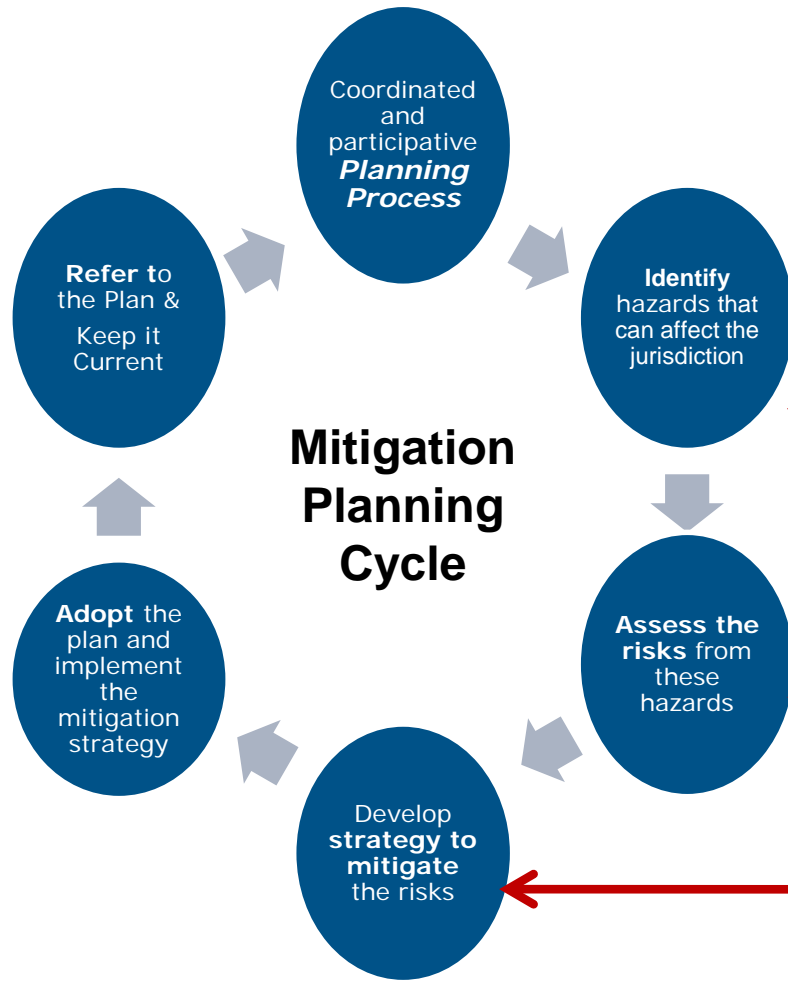 Coordinated
and
participative
Planning
Process
Identify
hazards that
can affect the
jurisdiction
Assess the
risks from
these
hazards
Develop
strategy to
mitigate
the risks
Adopt the
plan and
implement
the
mitigation
strategy
Refer to
the Plan &
Keep it
Current
Mitigation
Planning
Cycle